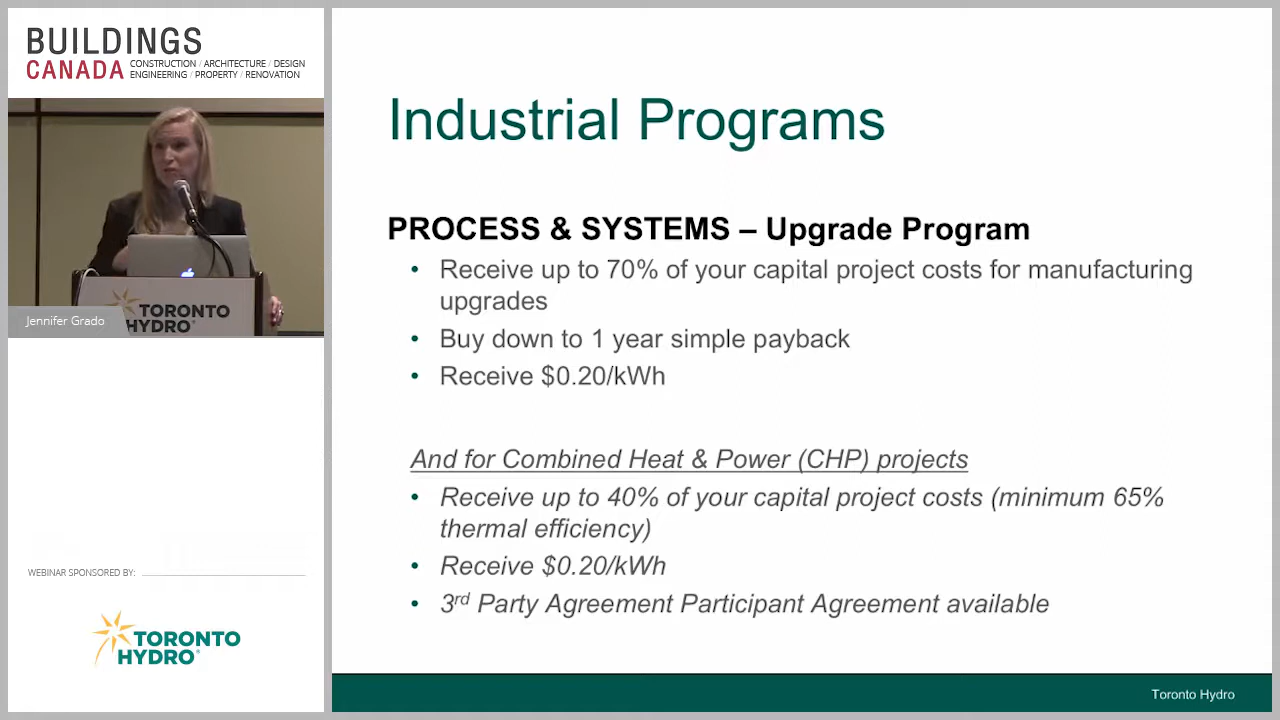 BUILDINGS
CANADA CONSTRUCTION / ARCHITECTURE / DESIGN
ENGINEERING / PROPERTY / RENOVATION
TORONTO
HYDRO
Jennifer Grado
WEBINAR SPONSORED BY:
TORONTO
HYDRO®
Industrial Programs
PROCESS & SYSTEMS – Upgrade Program
• Receive up to 70% of your capital project costs for manufacturing
upgrades
• Buy down to 1 year simple payback
• Receive $0.20/kWh
And for Combined Heat & Power (CHP) projects
• Receive up to 40% of your capital project costs (minimum 65%
thermal efficiency)
• Receive $0.20/kWh
• 3rd Party Agreement Participant Agreement available
Toronto Hydro